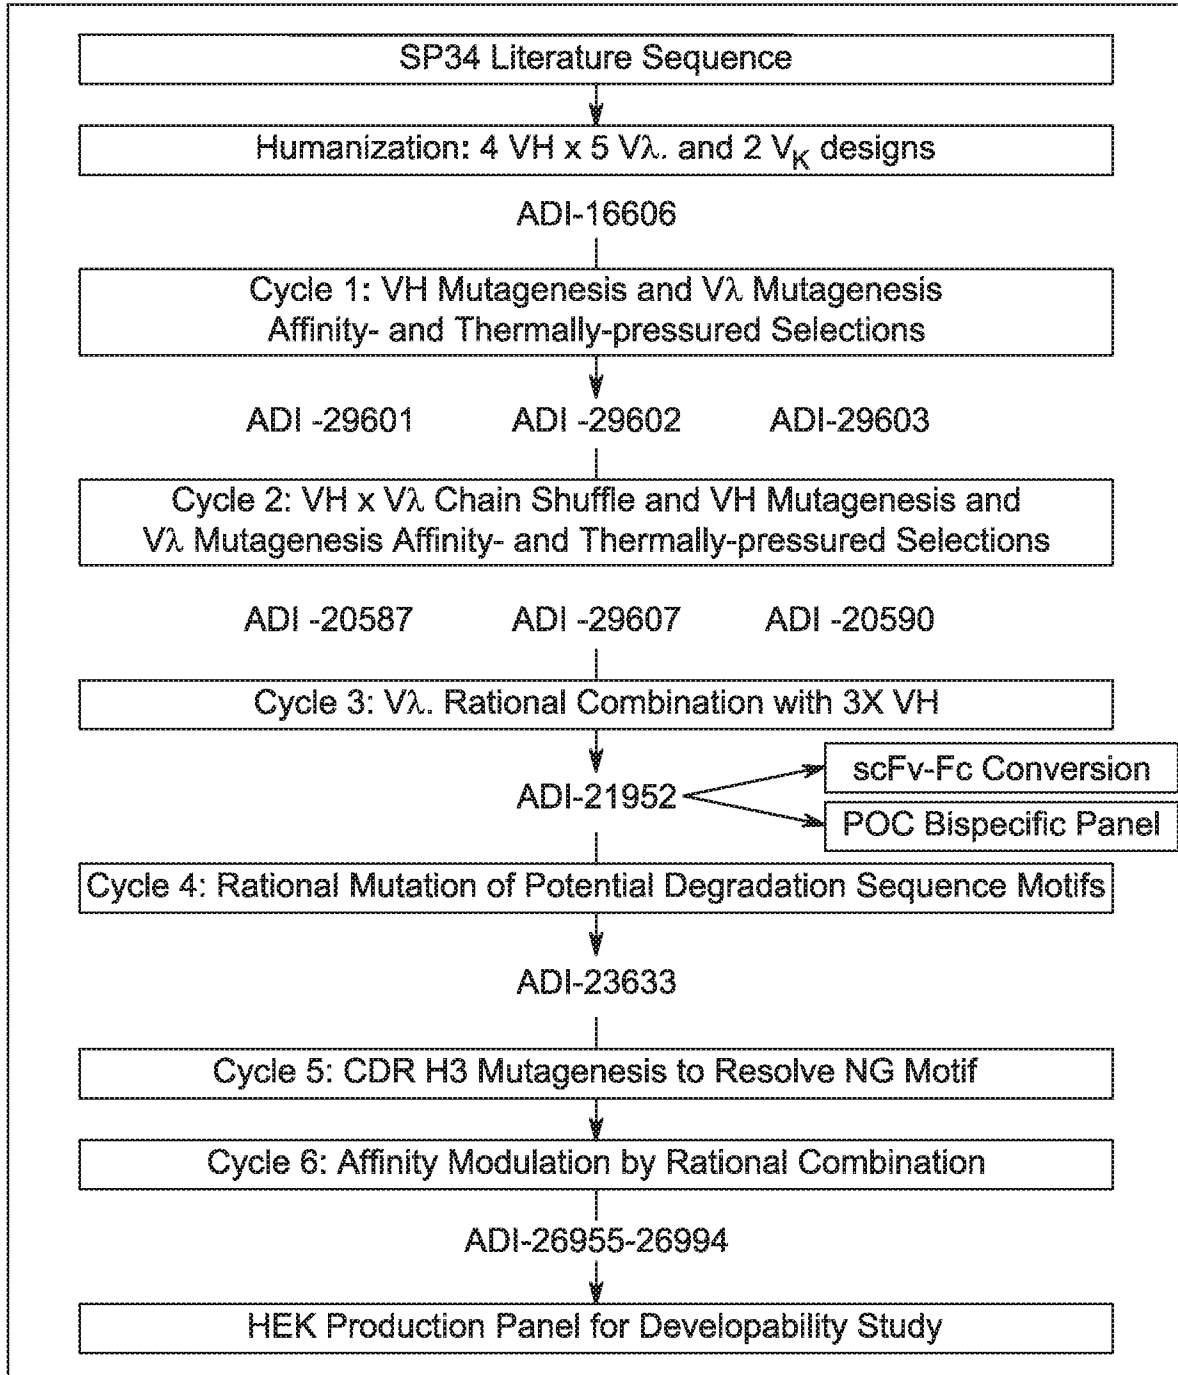 SP34 Literature Sequence
Humanization: 4 VH x 5 Vλ. and 2 VK designs
ADI-16606
Cycle 1: VH Mutagenesis and Vλ Mutagenesis
Affinity- and Thermally-pressured Selections
ADI -29601 ADI -29602 ADI-29603
Cycle 2: VH x Vλ Chain Shuffle and VH Mutagenesis and
Vλ Mutagenesis Affinity- and Thermally-pressured Selections
ADI -20587 ADI -29607 ADI -20590
Cycle 3: Vλ. Rational Combination with 3X VH
scFv-Fc Conversion
ADI-21952
POC Bispecific Panel
Cycle 4: Rational Mutation of Potential Degradation Sequence Motifs
ADI-23633
Cycle 5: CDR H3 Mutagenesis to Resolve NG Motif
Cycle 6: Affinity Modulation by Rational Combination
ADI-26955-26994
HEK Production Panel for Developability Study